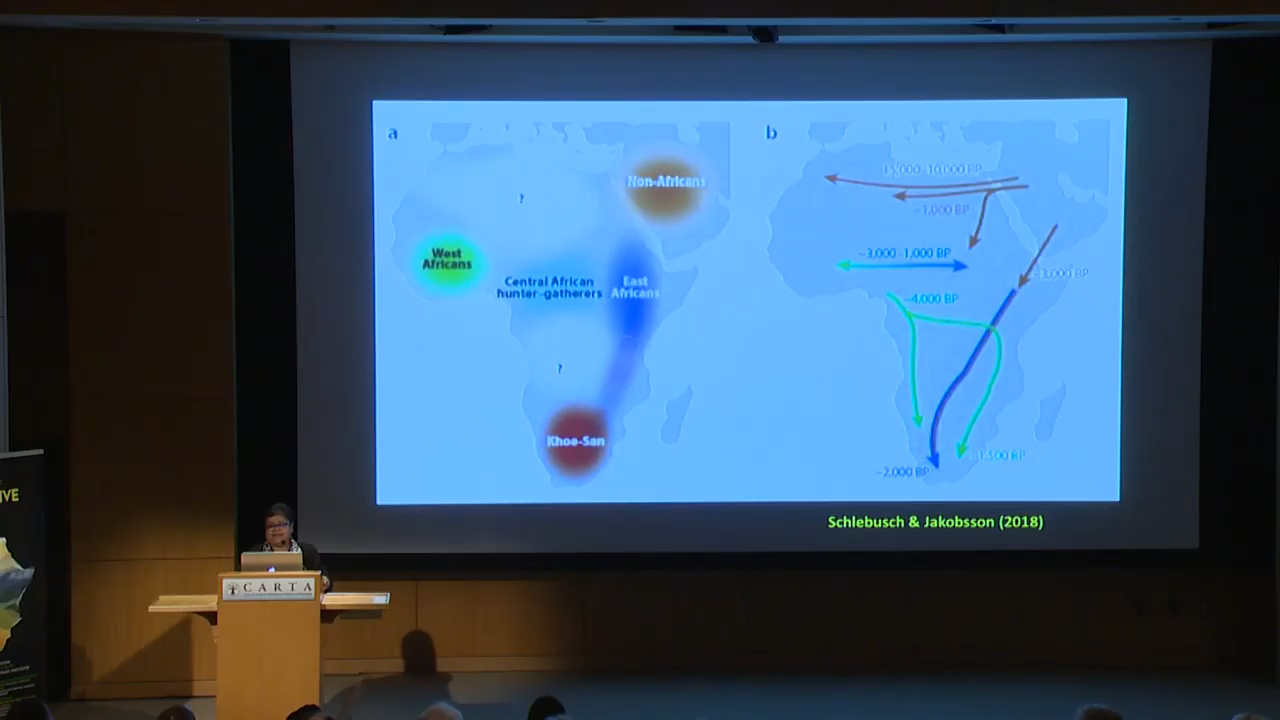 a
Non-Africans
?
West
Africans
Central African
hunter-gatherers
East
Africans
?
Khoe-San
b
15,000–10,000 BP
~1,000 BP
~3,000–1,000 BP
~3,000 BP
~4,000 BP
~1,500 BP
~2,000 BP
Schlebusch & Jakobsson (2018)
CARTA
IVE